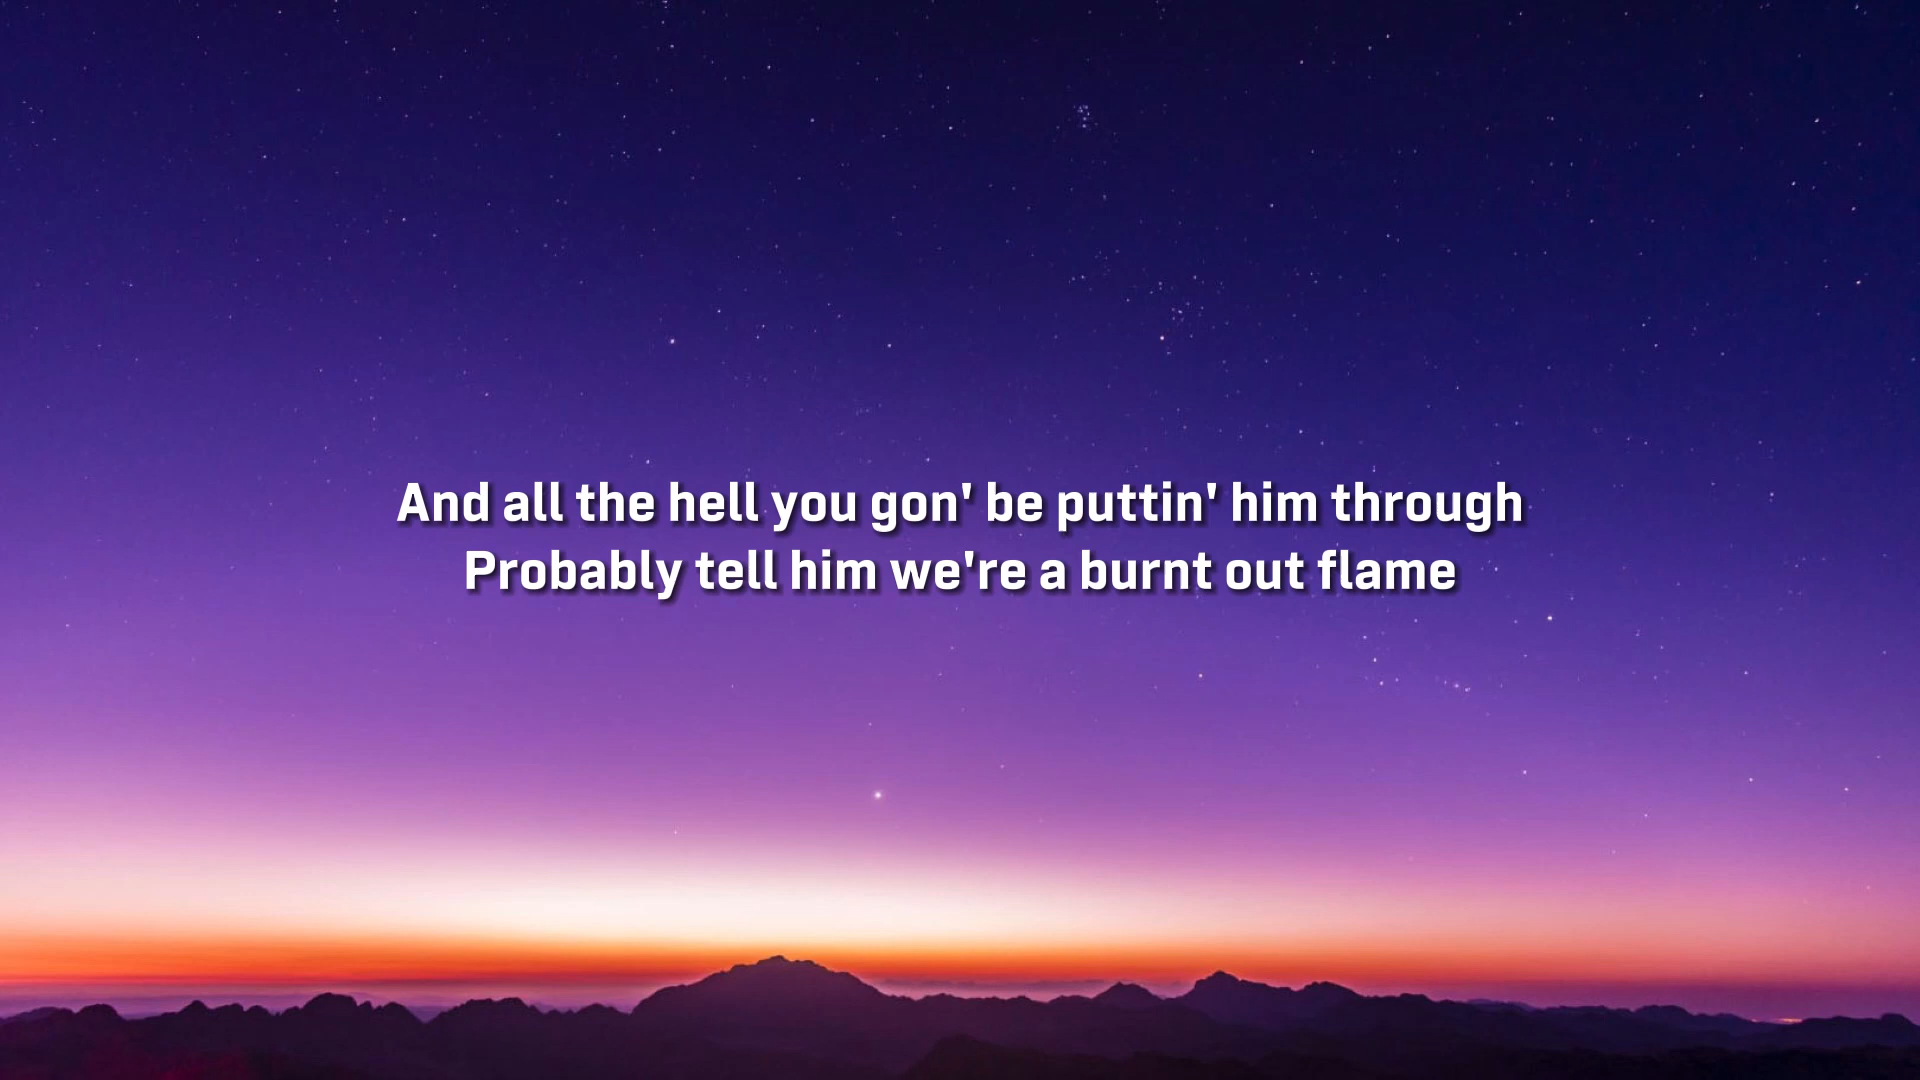 And all the hell you gon' be puttin' him through
Probably tell him we're a burnt out flame